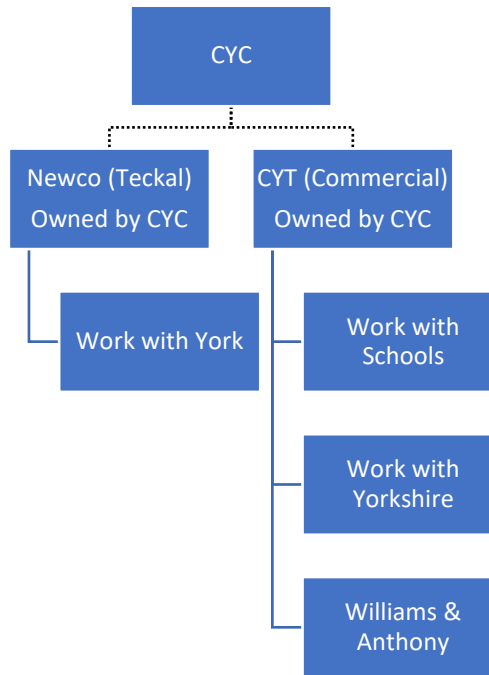 CYC
Newco (Teckal)
Owned by CYC
CYT (Commercial)
Owned by CYC
Work with York
Work with
Schools
Work with
Yorkshire
Williams &
Anthony